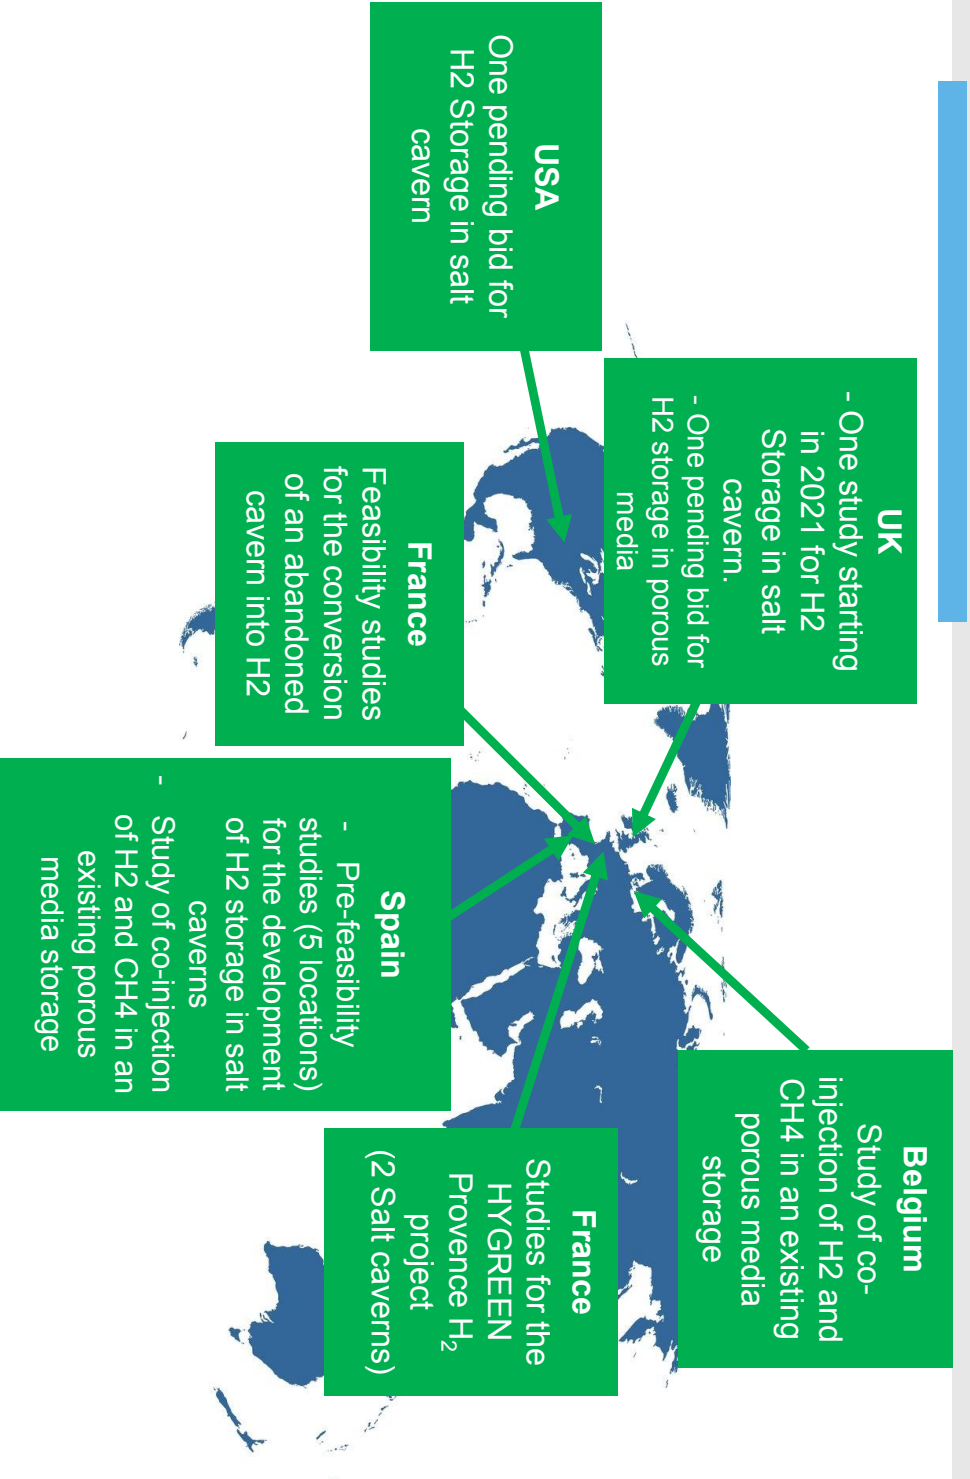 UK
- One study starting
in 2021 for H2
Storage in salt
cavern.
- One pending bid for
H2 storage in porous
media
Belgium
Study of co-
injection of H2 and
CH4 in an existing
porous media
storage
USA
One pending bid for
H2 Storage in salt
cavern
France
Feasibility studies
for the conversion
of an abandoned
cavern into H2
France
Studies for the
HYGREEN
Provence H₂
project
(2 Salt caverns)
Spain
- Pre-feasibility
studies (5 locations)
for the development
of H2 storage in salt
caverns
- Study of co-injection
of H2 and CH4 in an
existing porous
media storage